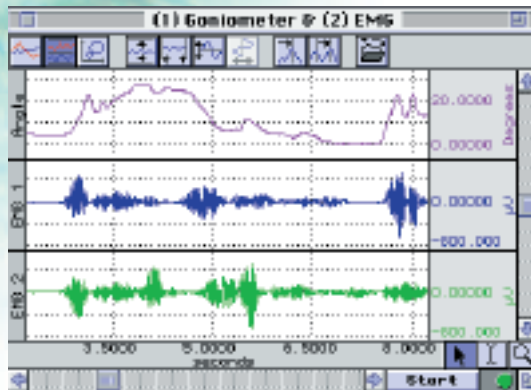 (1) Goniometer & (2) EMG
Angle
20.0000
0.00000
Degrees
EMG 1
0.00000
-800.000
EMG 2
0.00000
-800.000
3.5000 5.0000 6.5000 8.0000
seconds
Start